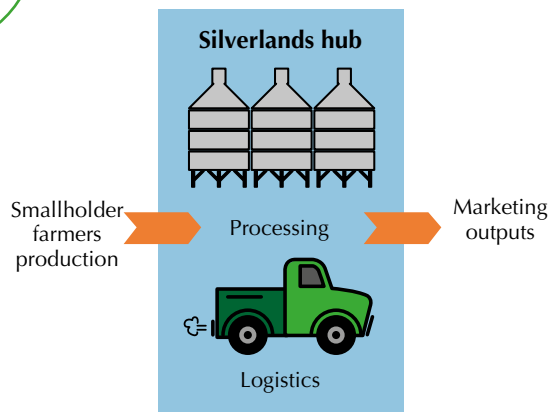 Silverlands hub
Smallholder
farmers
production
Processing
Marketing
outputs
Logistics